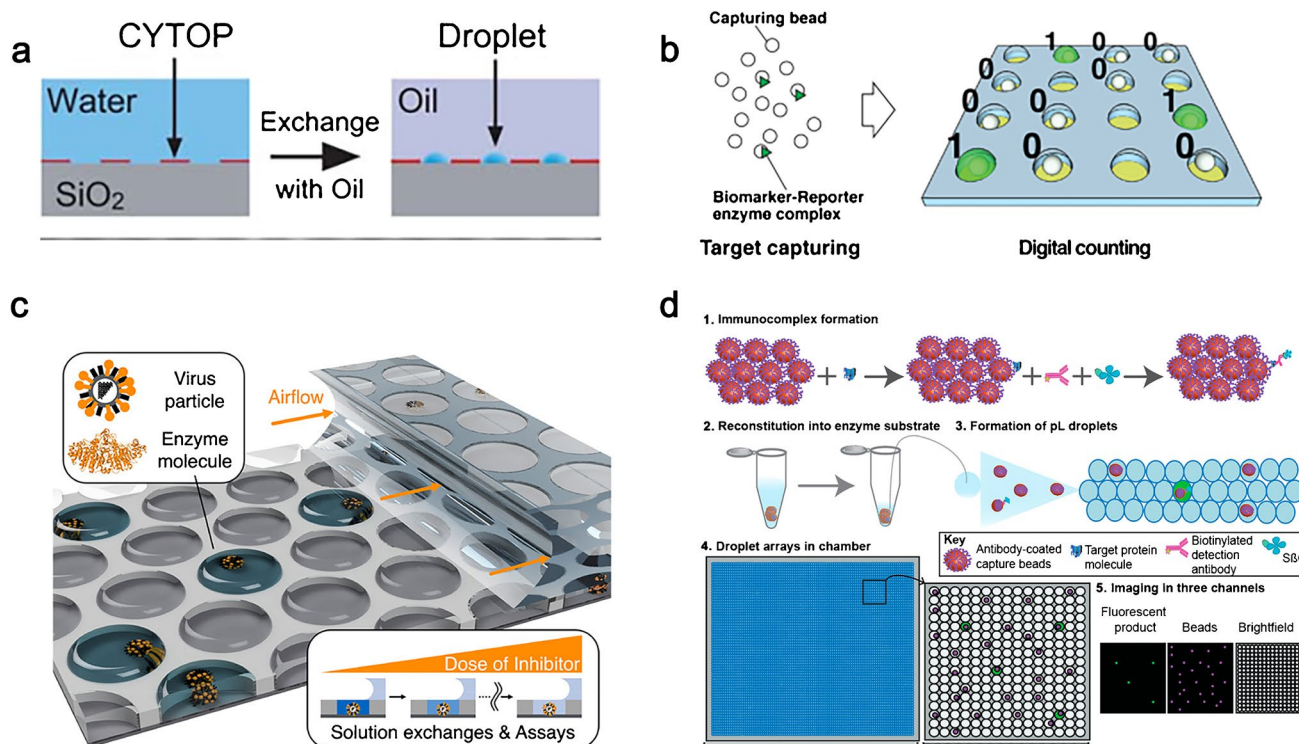 a
CYTOP
Droplet
Water
Oil
Exchange
with Oil
SiO₂
b
Capturing bead
Biomarker-Reporter
enzyme complex
Target capturing
Digital counting
1 0 0
0 0
0 0 1
1 0 0
c
Virus
particle
Enzyme
molecule
Airflow
Dose of Inhibitor
Solution exchanges & Assays
d
1. Immunocomplex formation
2. Reconstitution into enzyme substrate
3. Formation of pL droplets
Key
Antibody-coated
capture beads
Target protein
molecule
Biotinylated
detection
antibody
4. Droplet arrays in chamber
5. Imaging in three channels
Fluorescent
product
Beads
Brightfield